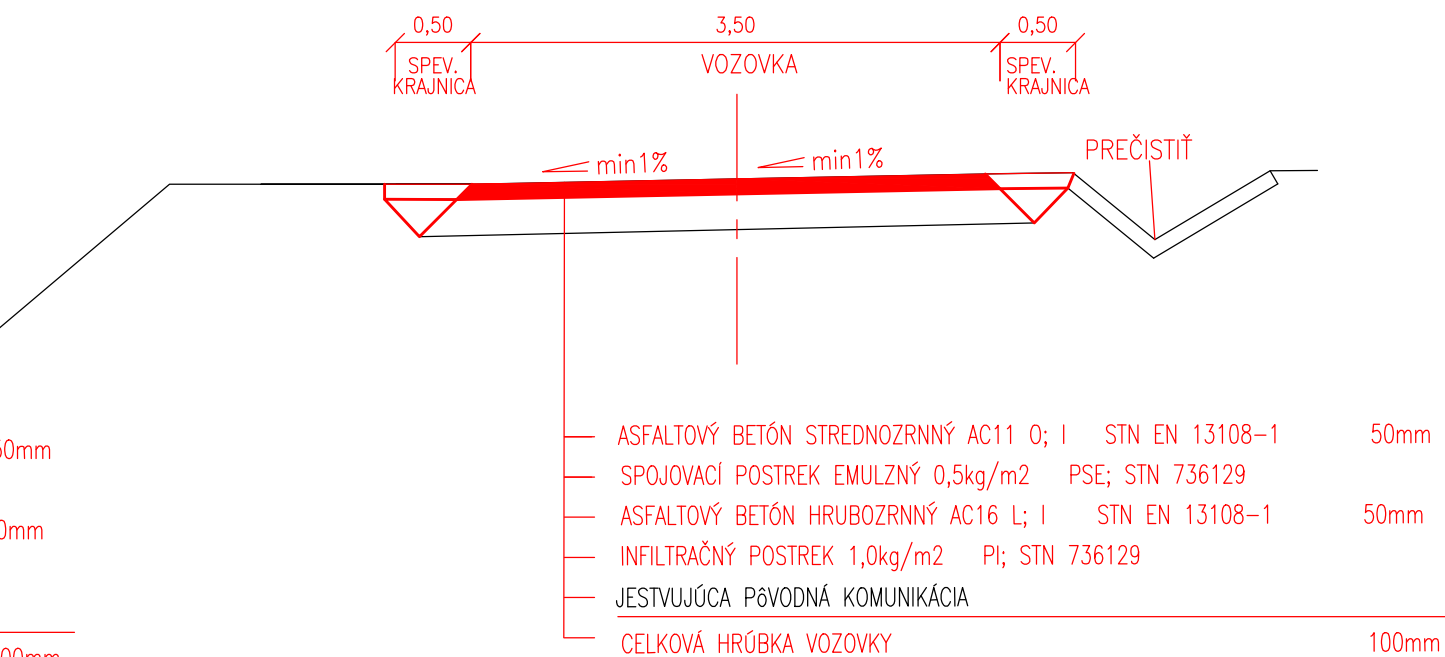 0,50 3,50 0,50
SPEV.
KRAJNICA
VOZOVKA
SPEV.
KRAJNICA
min1% min1%
PREČISTIŤ
ASFALTOVÝ BETÓN STREDNOZRNNÝ AC11 O; I STN EN 13108-1 50mm
SPOJOVACÍ POSTREK EMULZNÝ 0,5kg/m2 PSE; STN 736129
ASFALTOVÝ BETÓN HRUBOZRNNÝ AC16 L; I STN EN 13108-1 50mm
INFILTRAČNÝ POSTREK 1,0kg/m2 PI; STN 736129
JESTVUJÚCA PôVODNÁ KOMUNIKÁCIA
CELKOVÁ HRÚBKA VOZOVKY 100mm